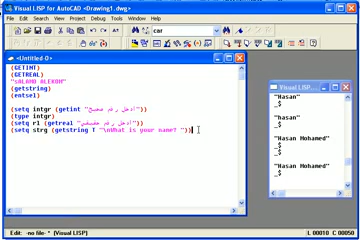 Visual LISP for AutoCAD <Drawing1.dwg>
File Edit Search View Project Debug Tools Window Help
car
<Untitled-0>
(GETINT)
(GETREAL)
"sALAMO ALEKOM"
(getstring)
(entsel)
(setq intgr (getint "ادخل رقم صحيح"))
(type intgr)
(setq rl (getreal "ادخل رقم حقيقي"))
(setq strg (getstring T "\nWhat is your name? "))
Visual LISP...
"Hasan"
_$
"hasan"
_$
"Hasan Mohamed"
_$
_$
"Hasan Mohamed"
_$
Edit: -no file- * (Visual LISP)
L 00010 C 00050